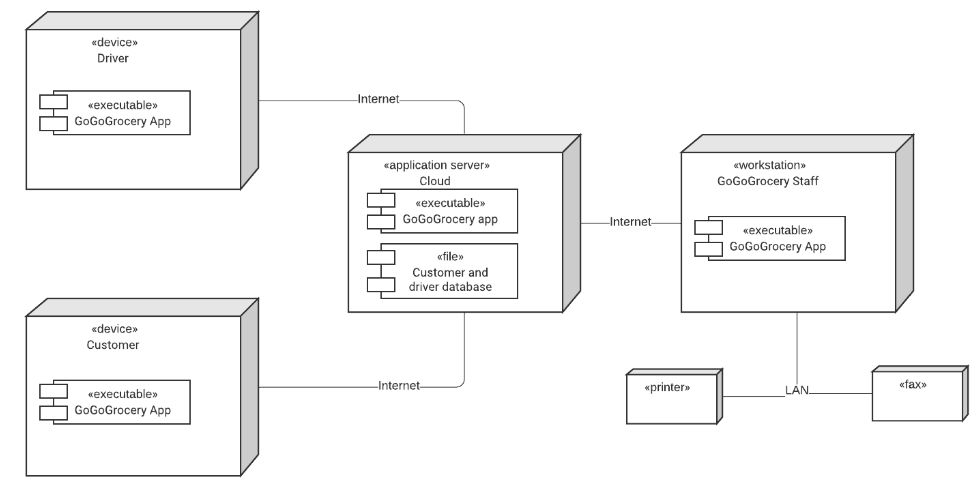 «device»
Driver
«executable»
GoGoGrocery App
Internet
«application server»
Cloud
«executable»
GoGoGrocery app
«file»
Customer and
driver database
Internet
«workstation»
GoGoGrocery Staff
«executable»
GoGoGrocery App
«device»
Customer
«executable»
GoGoGrocery App
Internet
«printer»
LAN
«fax»